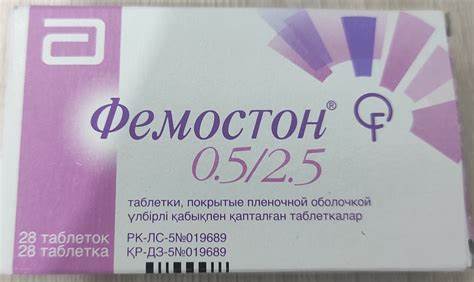 Фемостон®
0.5/2.5
таблетки, покрытые пленочной оболочкой
үлбірлі қабықпен қапталған таблеткалар
28 таблеток РК-ЛС-5№019689
28 таблетка ҚР-ДЗ-5№019689